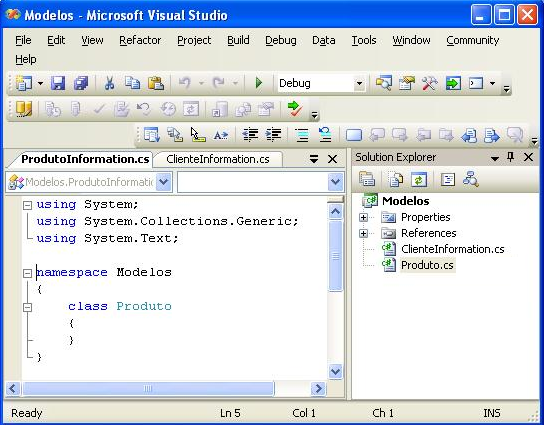 Modelos - Microsoft Visual Studio
File Edit View Refactor Project Build Debug Data Tools Window Community
Help
Debug
ProdutoInformation.cs ClienteInformation.cs
Modelos.ProdutoInformatic
using System;
using System.Collections.Generic;
using System.Text;
namespace Modelos
{
class Produto
{
}
}
Solution Explorer
Modelos
Properties
References
ClienteInformation.cs
Produto.cs
Ready Ln 5 Col 1 Ch 1 INS